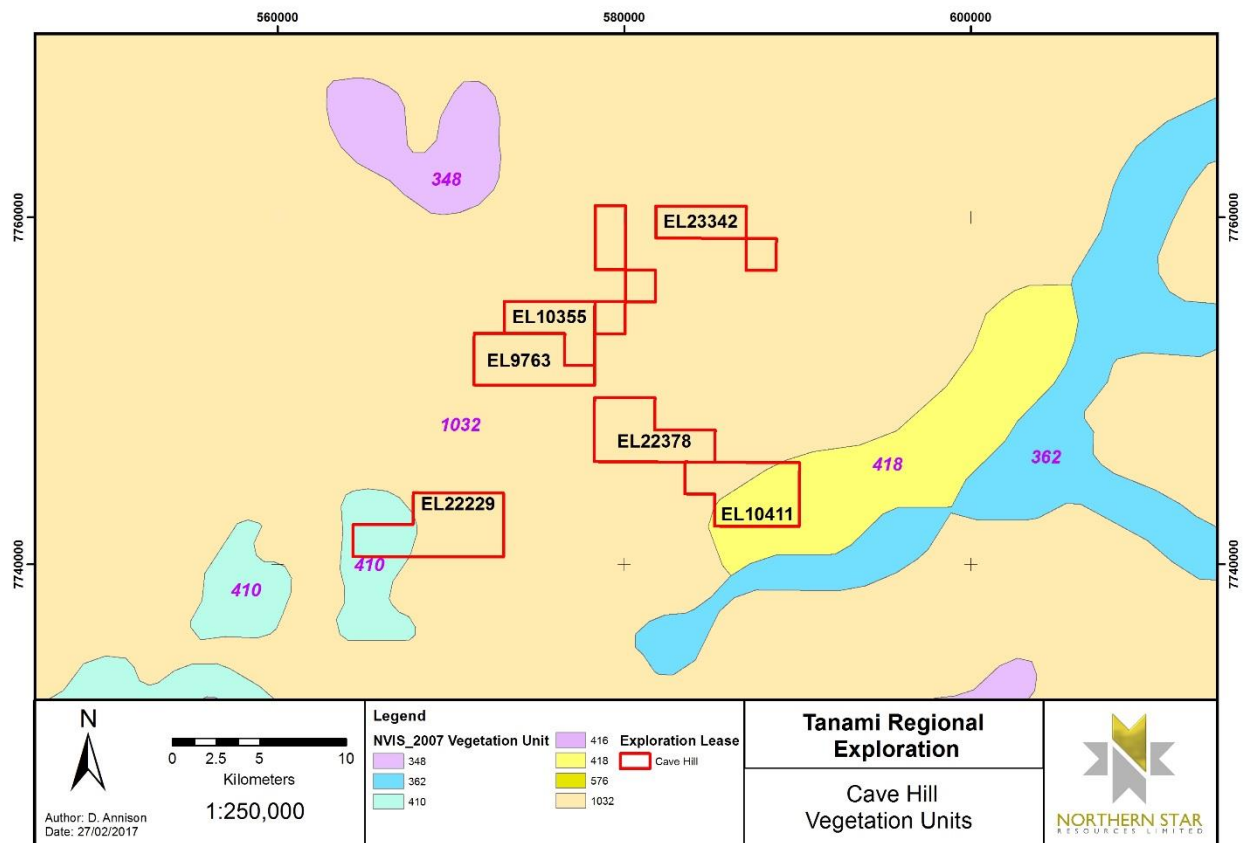 560000
580000
600000
7760000
7760000
7740000
7740000
348
EL23342
EL10355
EL9763
1032
EL22378
418
362
EL10411
EL22229
410
410
N
0 2.5 5 10
Kilometers
1:250,000
Author: D. Annison
Date: 27/02/2017
Legend
NVIS_2007 Vegetation Unit
348
362
410
416
418
576
1032
Exploration Lease
Cave Hill
Tanami Regional
Exploration
Cave Hill
Vegetation Units
NORTHERN STAR
RESOURCES LIMITED